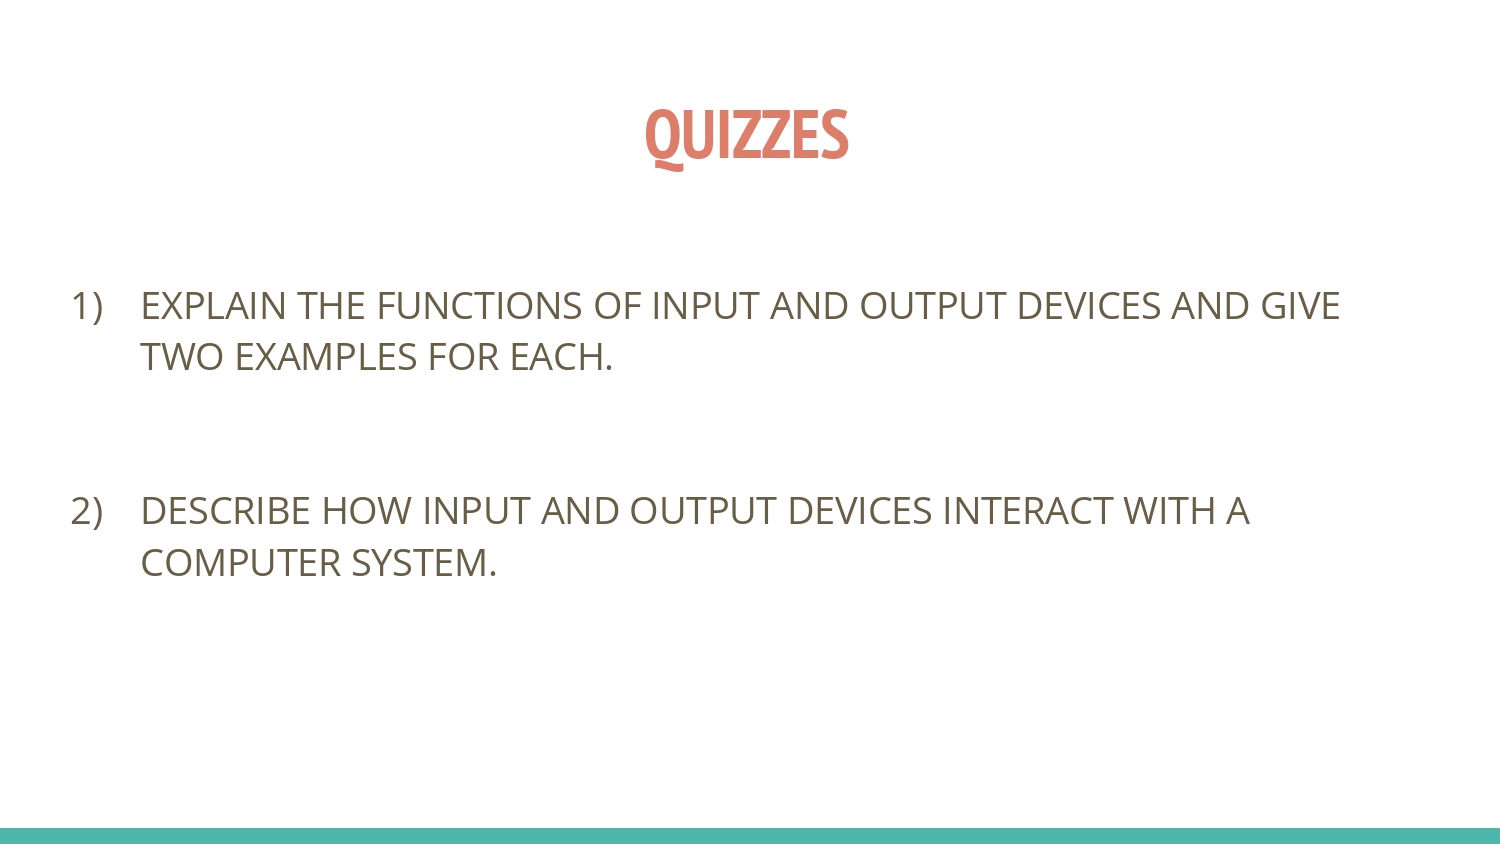 QUIZZES
1) EXPLAIN THE FUNCTIONS OF INPUT AND OUTPUT DEVICES AND GIVE
TWO EXAMPLES FOR EACH.
2) DESCRIBE HOW INPUT AND OUTPUT DEVICES INTERACT WITH A
COMPUTER SYSTEM.